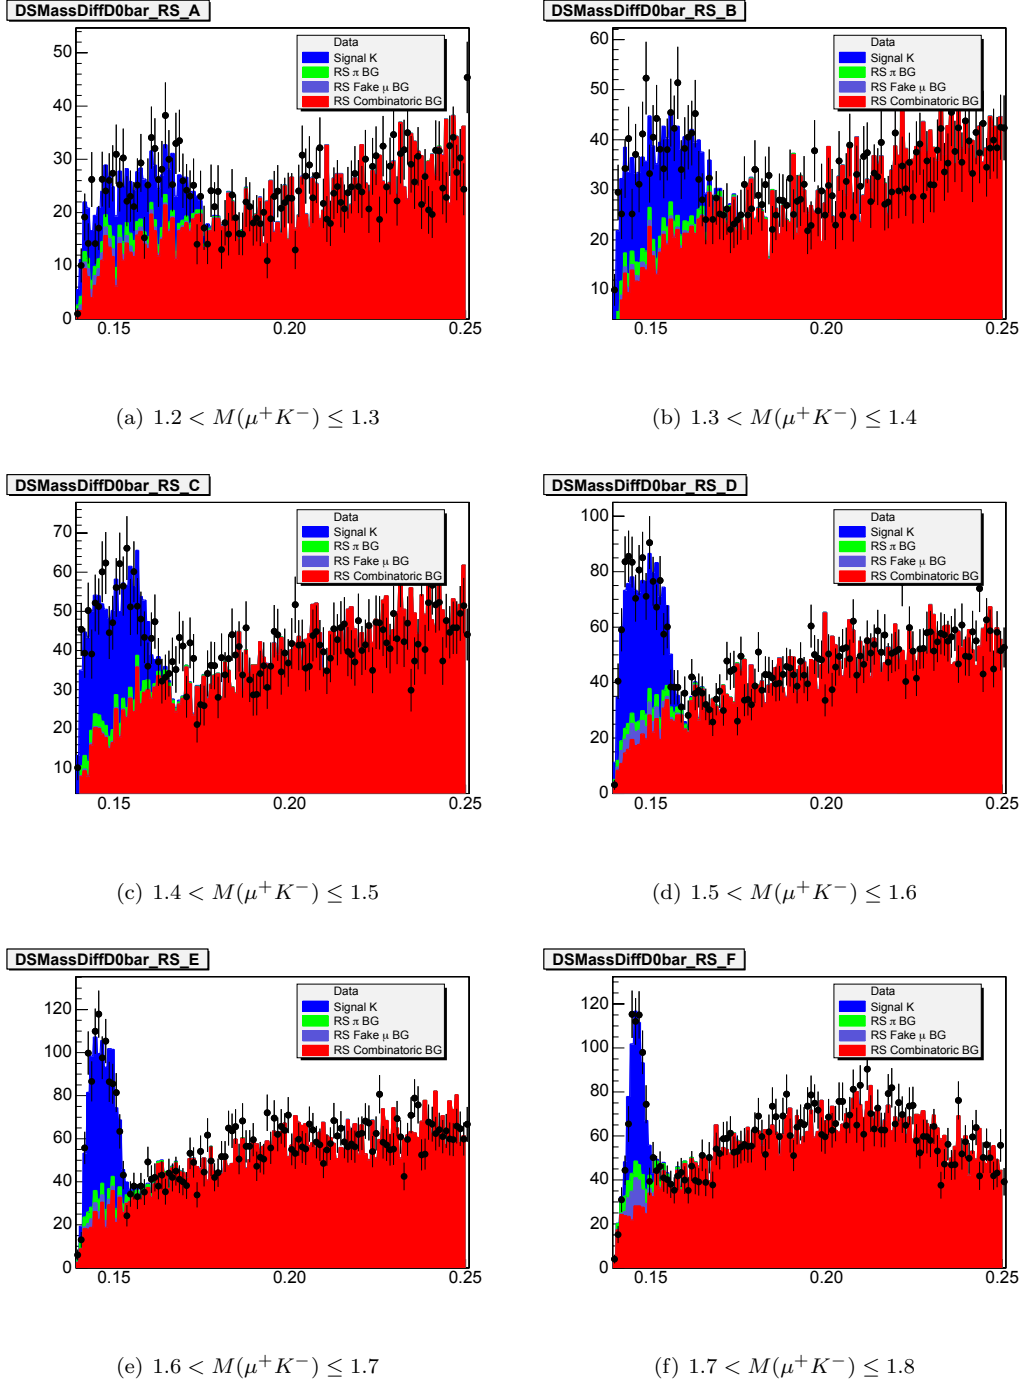 DSMassDiffD0bar_RS_A
Data
Signal K
RS π BG
RS Fake μ BG
RS Combinatoric BG
50
40
30
20
10
0
0.15
0.20
0.25
(a) 1.2 < M(μ⁺K⁻) ≤ 1.3
DSMassDiffD0bar_RS_B
Data
Signal K
RS π BG
RS Fake μ BG
RS Combinatoric BG
60
50
40
30
20
10
0.15
0.20
0.25
(b) 1.3 < M(μ⁺K⁻) ≤ 1.4
DSMassDiffD0bar_RS_C
Data
Signal K
RS π BG
RS Fake μ BG
RS Combinatoric BG
70
60
50
40
30
20
10
0.15
0.20
0.25
(c) 1.4 < M(μ⁺K⁻) ≤ 1.5
DSMassDiffD0bar_RS_D
Data
Signal K
RS π BG
RS Fake μ BG
RS Combinatoric BG
100
80
60
40
20
0
0.15
0.20
0.25
(d) 1.5 < M(μ⁺K⁻) ≤ 1.6
DSMassDiffD0bar_RS_E
Data
Signal K
RS π BG
RS Fake μ BG
RS Combinatoric BG
120
100
80
60
40
20
0
0.15
0.20
0.25
(e) 1.6 < M(μ⁺K⁻) ≤ 1.7
DSMassDiffD0bar_RS_F
Data
Signal K
RS π BG
RS Fake μ BG
RS Combinatoric BG
120
100
80
60
40
20
0
0.15
0.20
0.25
(f) 1.7 < M(μ⁺K⁻) ≤ 1.8